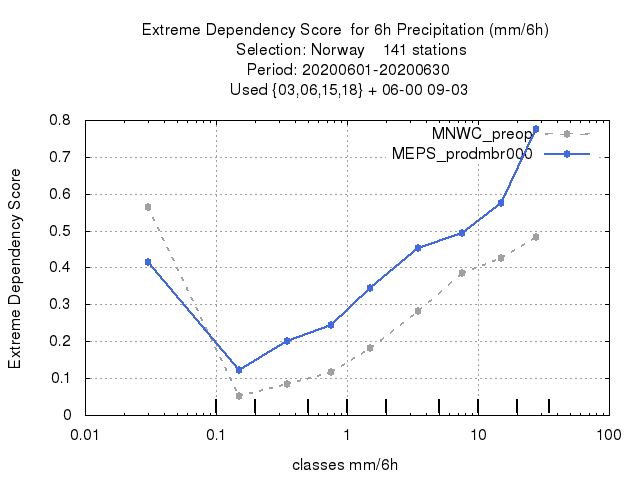 Extreme Dependency Score  for 6h Precipitation (mm/6h)
Selection: Norway    141 stations
Period: 20200601-20200630
Used {03,06,15,18} + 06-00 09-03
MNWC_preop
MEPS_prodmbr000
Extreme Dependency Score
0.8
0.7
0.6
0.5
0.4
0.3
0.2
0.1
0
0.01 0.1 1 10 100
classes mm/6h